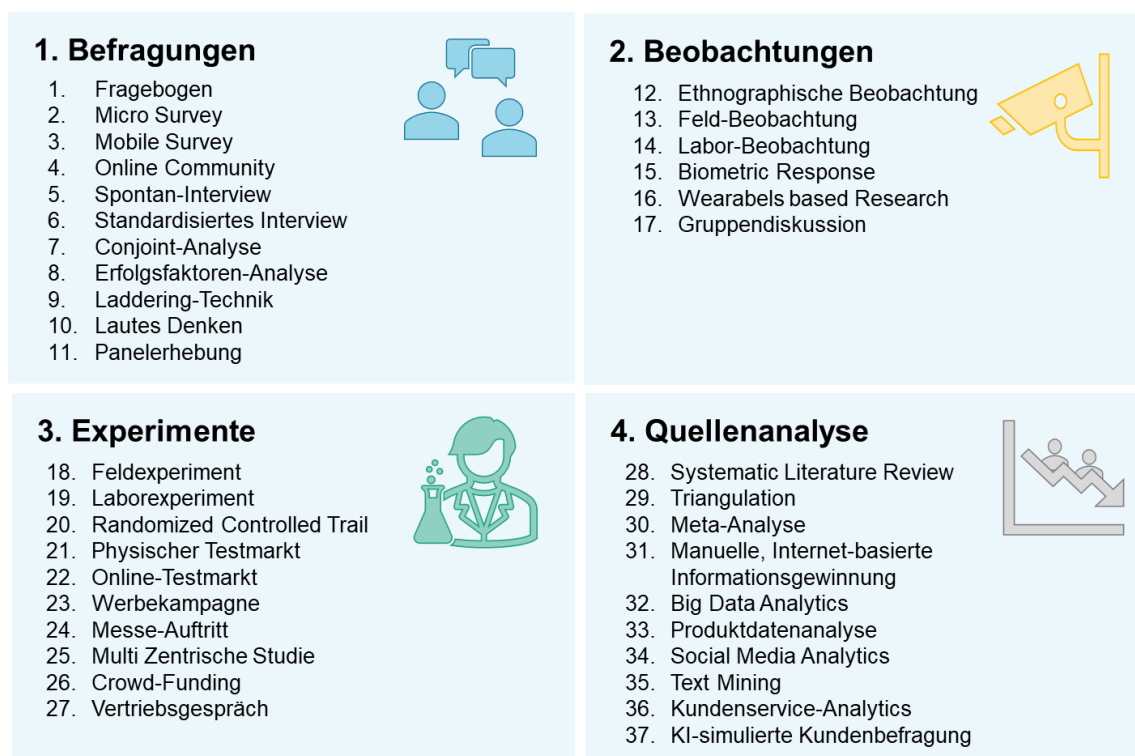 1. Befragungen
1. Fragebogen
2. Micro Survey
3. Mobile Survey
4. Online Community
5. Spontan-Interview
6. Standardisiertes Interview
7. Conjoint-Analyse
8. Erfolgsfaktoren-Analyse
9. Laddering-Technik
10. Lautes Denken
11. Panelerhebung
2. Beobachtungen
12. Ethnographische Beobachtung
13. Feld-Beobachtung
14. Labor-Beobachtung
15. Biometric Response
16. Wearabels based Research
17. Gruppendiskussion
3. Experimente
18. Feldexperiment
19. Laborexperiment
20. Randomized Controlled Trail
21. Physischer Testmarkt
22. Online-Testmarkt
23. Werbekampagne
24. Messe-Auftritt
25. Multi Zentrische Studie
26. Crowd-Funding
27. Vertriebsgespräch
4. Quellenanalyse
28. Systematic Literature Review
29. Triangulation
30. Meta-Analyse
31. Manuelle, Internet-basierte
Informationsgewinnung
32. Big Data Analytics
33. Produktdatenanalyse
34. Social Media Analytics
35. Text Mining
36. Kundenservice-Analytics
37. KI-simulierte Kundenbefragung